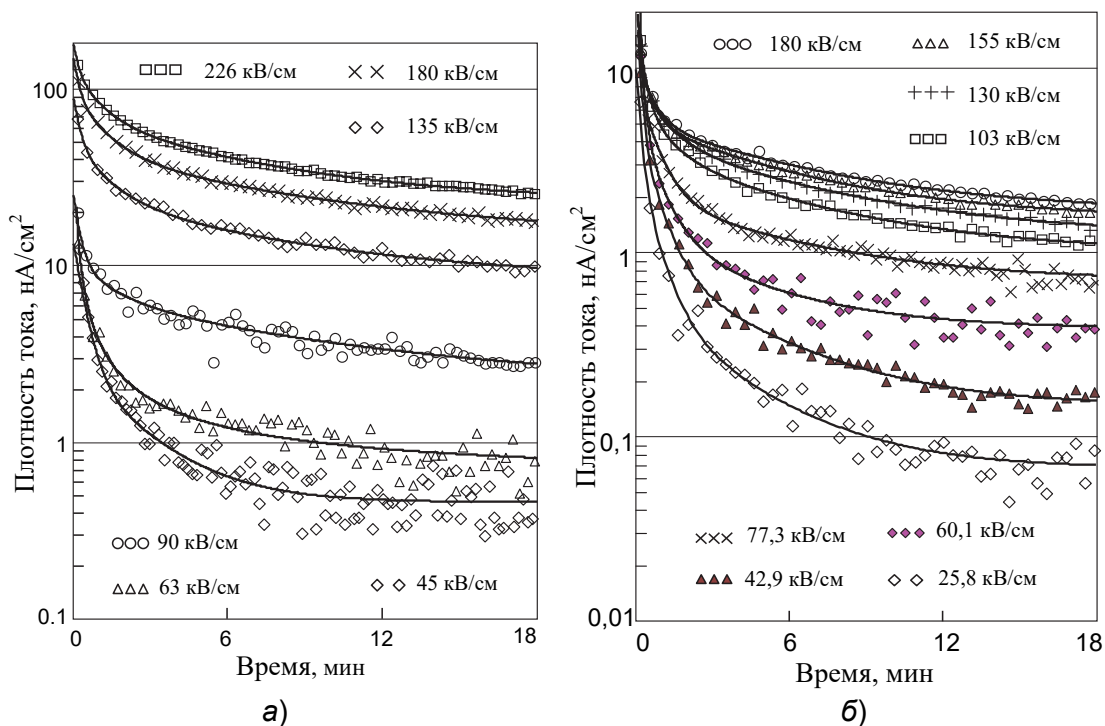 226 кВ/см
180 кВ/см
135 кВ/см
100
10
1
0.1
90 кВ/см
63 кВ/см
45 кВ/см
0
6
12
18
Плотность тока, нА/см²
Время, мин
а)
180 кВ/см
155 кВ/см
130 кВ/см
103 кВ/см
10
1
0,1
0,01
77,3 кВ/см
60,1 кВ/см
42,9 кВ/см
25,8 кВ/см
0
6
12
18
Плотность тока, нА/см²
Время, мин
б)